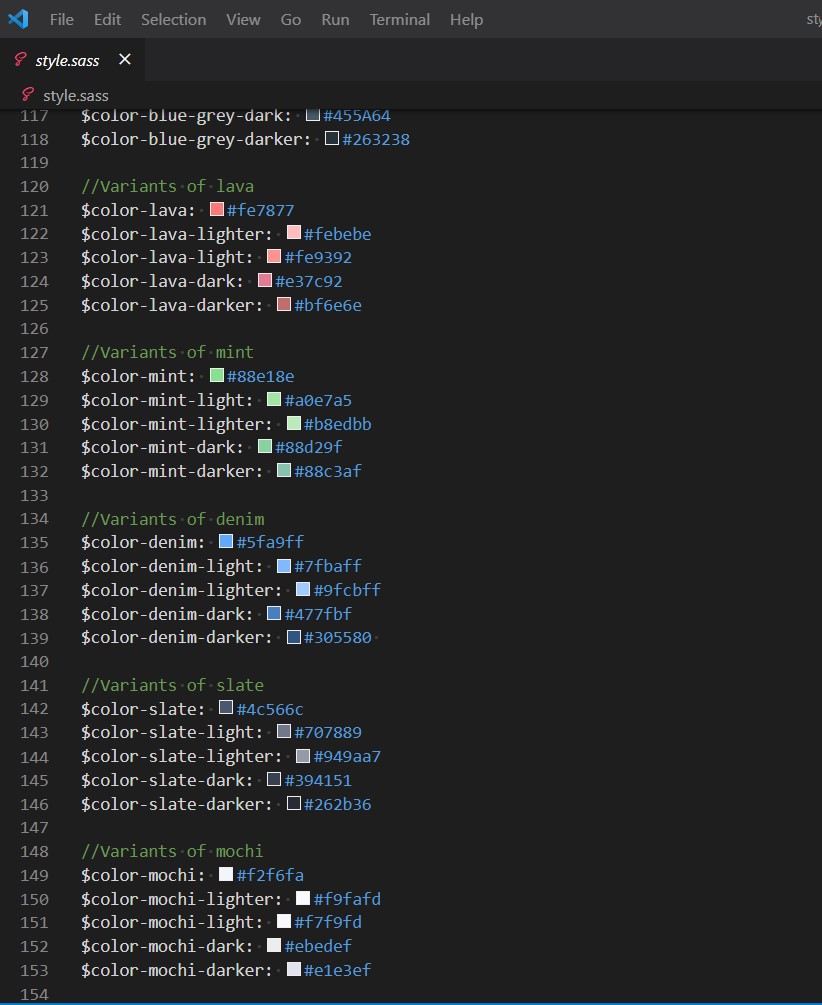 File Edit Selection View Go Run Terminal Help sty
style.sass
style.sass
117 $color-blue-grey-dark: #455A64
118 $color-blue-grey-darker: #263238
119
120 //Variants of lava
121 $color-lava: #fe7877
122 $color-lava-lighter: #febebe
123 $color-lava-light: #fe9392
124 $color-lava-dark: #e37c92
125 $color-lava-darker: #bf6e6e
126
127 //Variants of mint
128 $color-mint: #88e18e
129 $color-mint-light: #a0e7a5
130 $color-mint-lighter: #b8edbb
131 $color-mint-dark: #88d29f
132 $color-mint-darker: #88c3af
133
134 //Variants of denim
135 $color-denim: #5fa9ff
136 $color-denim-light: #7fbaff
137 $color-denim-lighter: #9fcbff
138 $color-denim-dark: #477fbf
139 $color-denim-darker: #305580
140
141 //Variants of slate
142 $color-slate: #4c566c
143 $color-slate-light: #707889
144 $color-slate-lighter: #949aa7
145 $color-slate-dark: #394151
146 $color-slate-darker: #262b36
147
148 //Variants of mochi
149 $color-mochi: #f2f6fa
150 $color-mochi-lighter: #f9fafd
151 $color-mochi-light: #f7f9fd
152 $color-mochi-dark: #ebedef
153 $color-mochi-darker: #e1e3ef
154